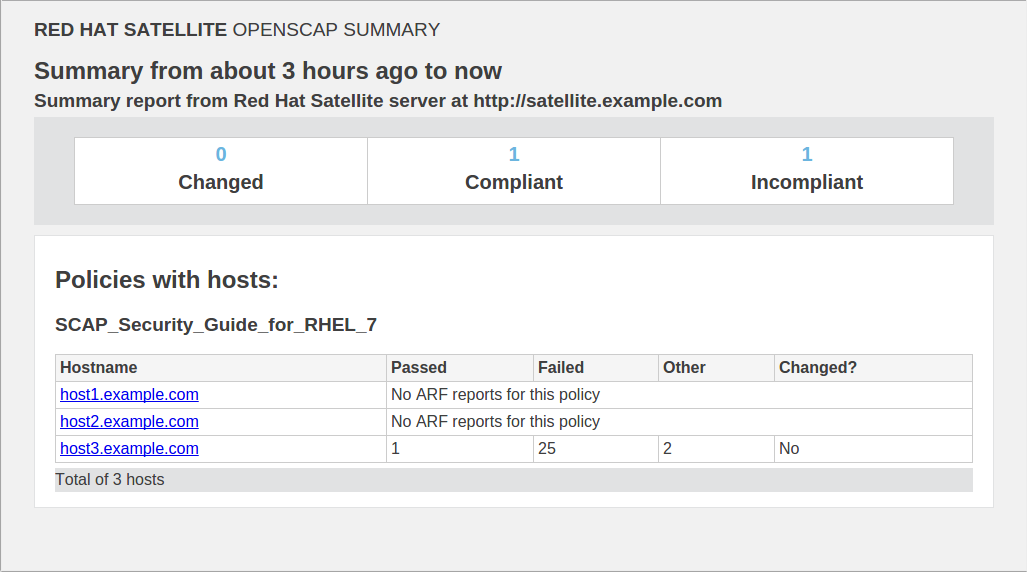 RED HAT SATELLITE OPENSCAP SUMMARY
Summary from about 3 hours ago to now
Summary report from Red Hat Satellite server at http://satellite.example.com
0 1 1
Changed Compliant Incompliant
Policies with hosts:
SCAP_Security_Guide_for_RHEL_7
Hostname Passed Failed Other Changed?
host1.example.com No ARF reports for this policy
host2.example.com No ARF reports for this policy
host3.example.com 1 25 2 No
Total of 3 hosts